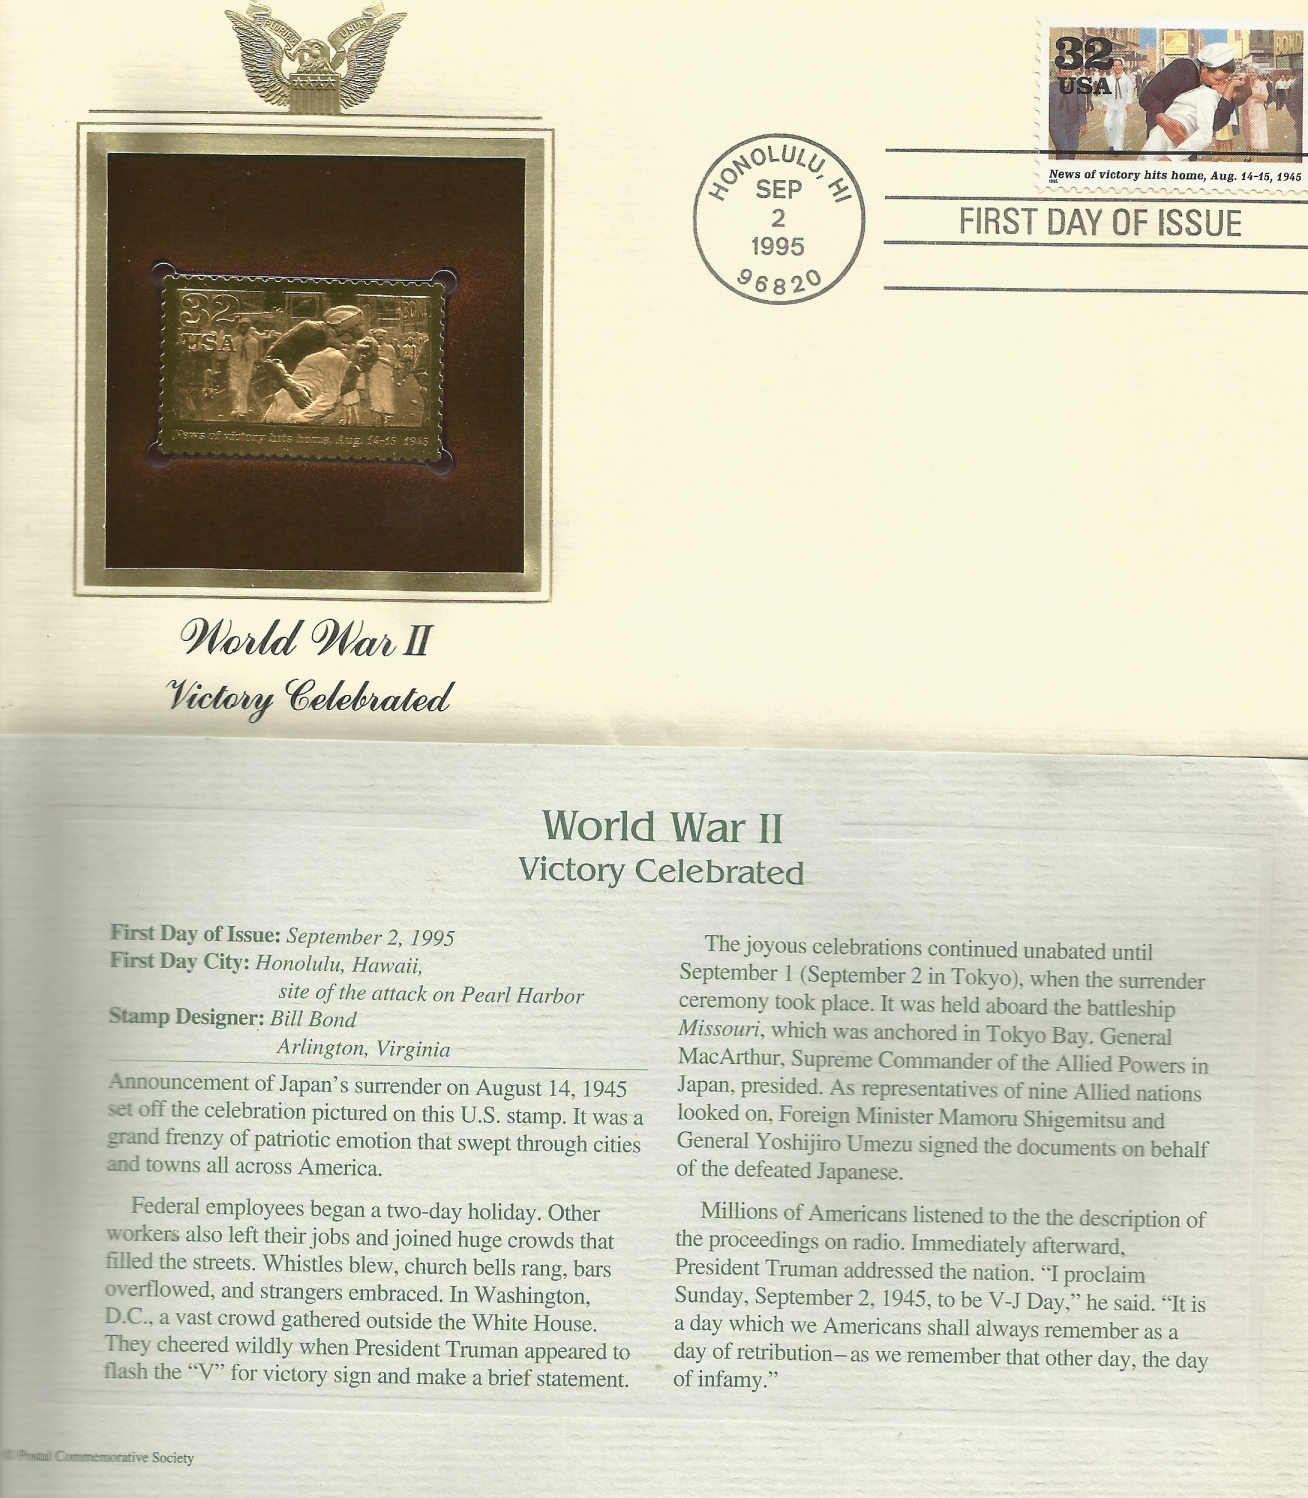 E PLURIBUS UNUM
32
USA
BOND
News of victory hits home, Aug. 14-15, 1945
1995
HONOLULU, HI
SEP
2
1995
96820
FIRST DAY OF ISSUE
32
USA
News of victory hits home, Aug. 14-15 1945
World War II
Victory Celebrated
World War II
Victory Celebrated
First Day of Issue: September 2, 1995
First Day City: Honolulu, Hawaii,
site of the attack on Pearl Harbor
Stamp Designer: Bill Bond
Arlington, Virginia
Announcement of Japan's surrender on August 14, 1945
set off the celebration pictured on this U.S. stamp. It was a
grand frenzy of patriotic emotion that swept through cities
and towns all across America.
Federal employees began a two-day holiday. Other
workers also left their jobs and joined huge crowds that
filled the streets. Whistles blew, church bells rang, bars
overflowed, and strangers embraced. In Washington,
D.C., a vast crowd gathered outside the White House.
They cheered wildly when President Truman appeared to
flash the "V" for victory sign and make a brief statement.
The joyous celebrations continued unabated until
September 1 (September 2 in Tokyo), when the surrender
ceremony took place. It was held aboard the battleship
Missouri, which was anchored in Tokyo Bay. General
MacArthur, Supreme Commander of the Allied Powers in
Japan, presided. As representatives of nine Allied nations
looked on, Foreign Minister Mamoru Shigemitsu and
General Yoshijiro Umezu signed the documents on behalf
of the defeated Japanese.
Millions of Americans listened to the the description of
the proceedings on radio. Immediately afterward,
President Truman addressed the nation. "I proclaim
Sunday, September 2, 1945, to be V-J Day," he said. "It is
a day which we Americans shall always remember as a
day of retribution–as we remember that other day, the day
of infamy."
© Postal Commemorative Society